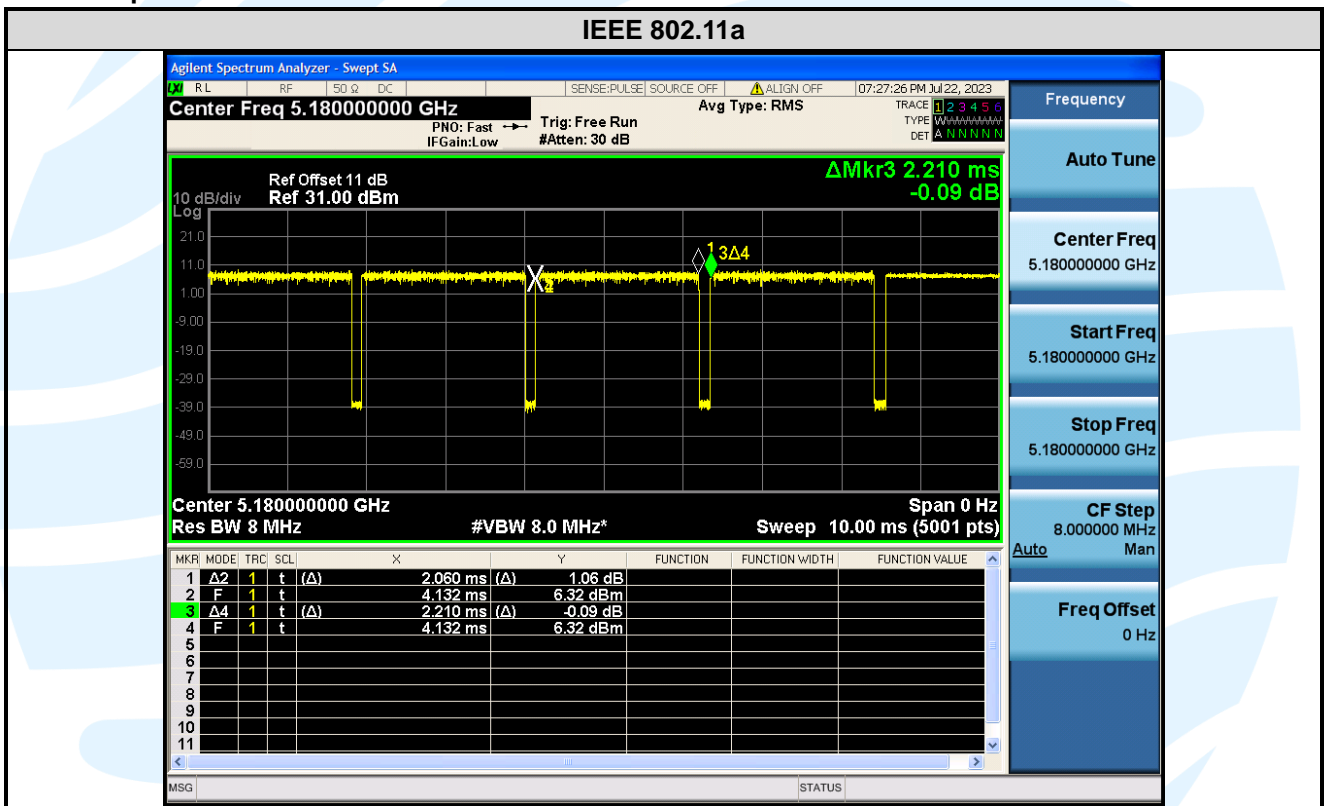 IEEE 802.11a
Agilent Spectrum Analyzer - Swept SA
LXI RL RF 50 Ω DC SENSE:PULSE SOURCE OFF ALIGN OFF 07:27:26 PM Jul 22, 2023
Center Freq 5.180000000 GHz
PNO: Fast
IFGain:Low
Trig: Free Run
#Atten: 30 dB
Avg Type: RMS
TRACE 1 2 3 4 5 6
TYPE
DET A N N N N N
10 dB/div
Log
Ref Offset 11 dB
Ref 31.00 dBm
ΔMkr3 2.210 ms
-0.09 dB
21.0
11.0
1.00
-9.00
-19.0
-29.0
-39.0
-49.0
-59.0
1 3Δ4
Center 5.180000000 GHz Span 0 Hz
Res BW 8 MHz #VBW 8.0 MHz* Sweep 10.00 ms (5001 pts)
MKR MODE TRC SCL X Y FUNCTION FUNCTION WIDTH FUNCTION VALUE
1 Δ2 1 t (Δ) 2.060 ms (Δ) 1.06 dB
2 F 1 t 4.132 ms 6.32 dBm
3 Δ4 1 t (Δ) 2.210 ms (Δ) -0.09 dB
4 F 1 t 4.132 ms 6.32 dBm
5
6
7
8
9
10
11
MSG STATUS
Frequency
Auto Tune
Center Freq
5.180000000 GHz
Start Freq
5.180000000 GHz
Stop Freq
5.180000000 GHz
CF Step
8.000000 MHz
Auto Man
Freq Offset
0 Hz